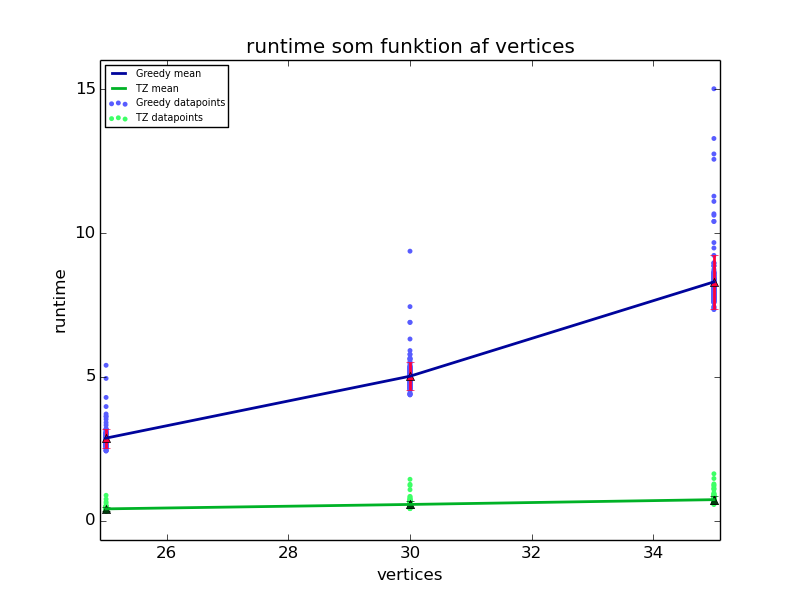 runtime som funktion af vertices
Greedy mean
TZ mean
Greedy datapoints
TZ datapoints
15
10
5
0
runtime
26 28 30 32 34
vertices